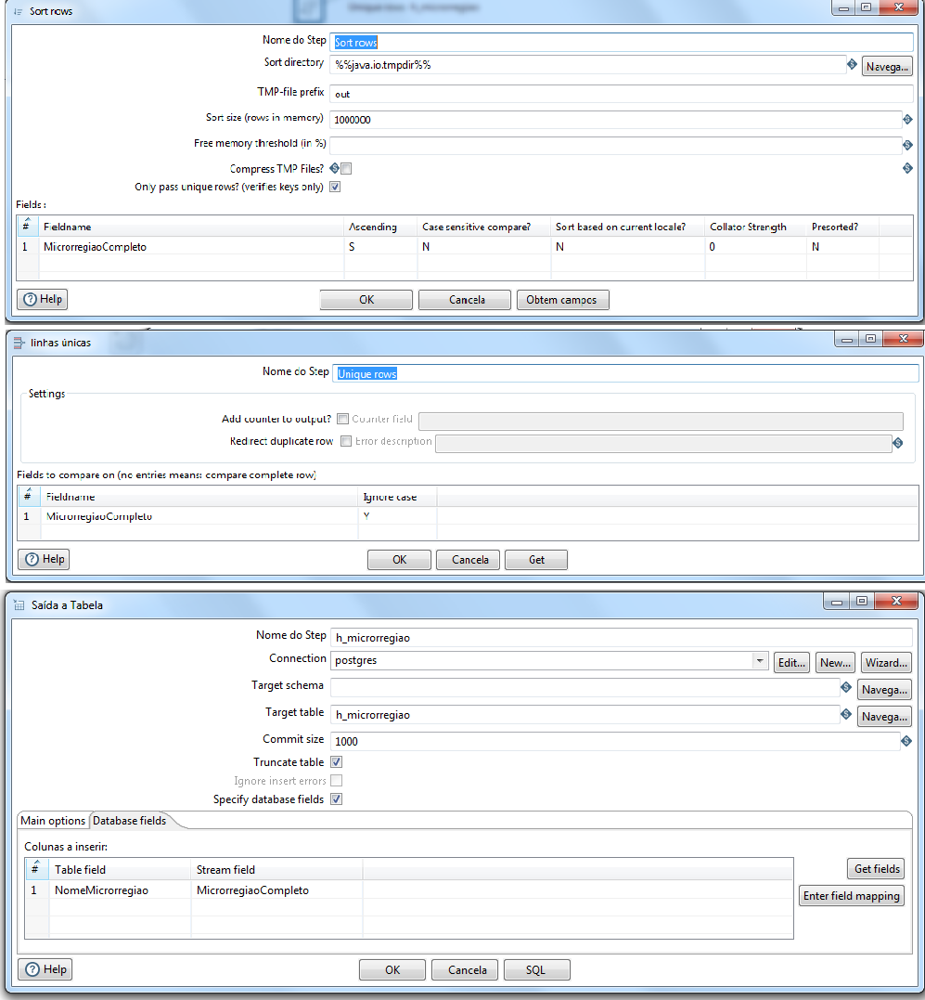 Unique rows h_microrregiao
Sort rows
Nome do Step Sort rows
Sort directory %%java.io.tmpdir%% Navega...
TMP-file prefix out
Sort size (rows in memory) 1000000
Free memory threshold (in %)
Compress TMP Files?
Only pass unique rows? (verifies keys only)
Fields :
# Fieldname Ascending Case sensitive compare? Sort based on current locale? Collator Strength Presorted?
1 MicrorregiaoCompleto S N N 0 N
Help OK Cancela Obtem campos
linhas únicas
Nome do Step Unique rows
Settings
Add counter to output? Counter field
Redirect duplicate row Error description
Fields to compare on (no entries means: compare complete row)
# Fieldname Ignore case
1 MicrorregiaoCompleto Y
Help OK Cancela Get
Saída a Tabela
Nome do Step h_microrregiao
Connection postgres Edit... New... Wizard...
Target schema Navega...
Target table h_microrregiao Navega...
Commit size 1000
Truncate table
Ignore insert errors
Specify database fields
Main options Database fields
Colunas a inserir:
# Table field Stream field Get fields
1 NomeMicrorregiao MicrorregiaoCompleto Enter field mapping
Help OK Cancela SQL